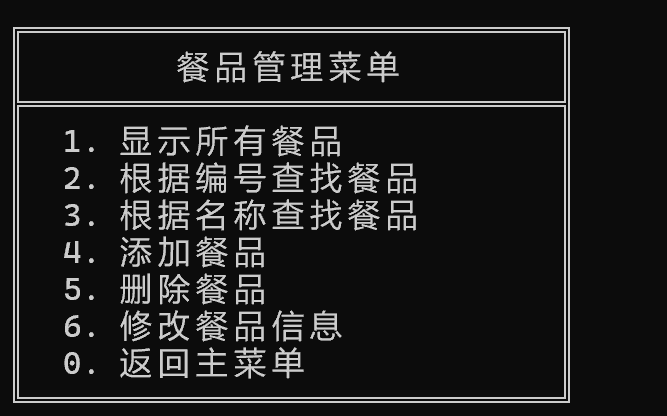 餐品管理菜单
1. 显示所有餐品
2. 根据编号查找餐品
3. 根据名称查找餐品
4. 添加餐品
5. 删除餐品
6. 修改餐品信息
0. 返回主菜单